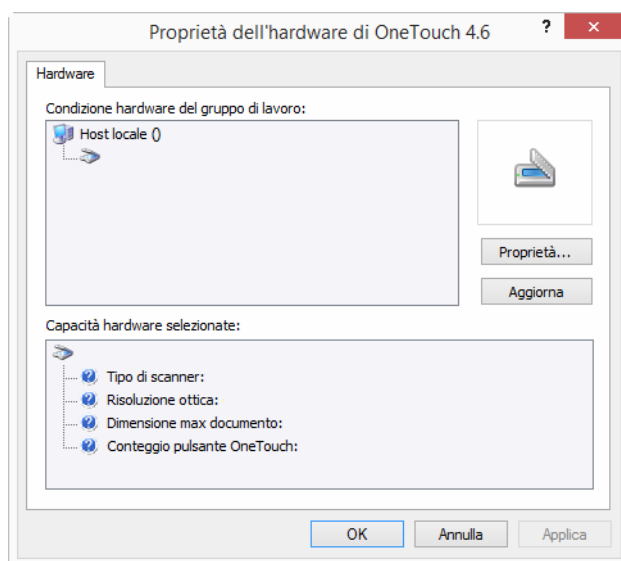 Proprietà dell'hardware di OneTouch 4.6
? ×
Hardware
Condizione hardware del gruppo di lavoro:
Host locale ()
Proprietà...
Aggiorna
Capacità hardware selezionate:
Tipo di scanner:
Risoluzione ottica:
Dimensione max documento:
Conteggio pulsante OneTouch:
OK Annulla Applica